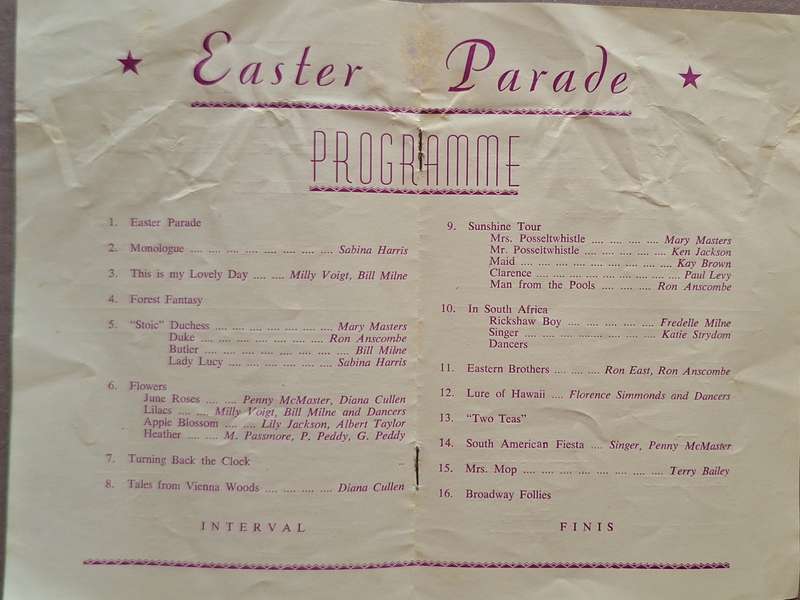 ★ Easter Parade ★
PROGRAMME
1. Easter Parade
2. Monologue .... .... .... .... .... .... .... .... Sabina Harris
3. This is my Lovely Day .... .... Milly Voigt, Bill Milne
4. Forest Fantasy
5. “Stoic” Duchess .... .... .... .... .... .... .... Mary Masters
Duke .... .... .... .... .... .... .... Ron Anscombe
Butler .... .... .... .... .... .... .... .... Bill Milne
Lady Lucy .... .... .... .... .... .... Sabina Harris
6. Flowers
June Roses .... .... Penny McMaster, Diana Cullen
Lilacs .... .... Milly Voigt, Bill Milne and Dancers
Apple Blossom .... .... Lily Jackson, Albert Taylor
Heather .... .... M. Passmore, P. Peddy, G. Peddy
7. Turning Back the Clock
8. Tales from Vienna Woods .... .... .... .... Diana Cullen
INTERVAL
9. Sunshine Tour
Mrs. Posseltwhistle .... .... .... .... Mary Masters
Mr. Posseltwhistle .... .... .... .... .... Ken Jackson
Maid .... .... .... .... .... .... .... .... .... Kay Brown
Clarence .... .... .... .... .... .... .... .... Paul Levy
Man from the Pools .... .... .... Ron Anscombe
10. In South Africa
Rickshaw Boy .... .... .... .... .... Fredelle Milne
Singer .... .... .... .... .... .... .... .... Katie Strydom
Dancers
11. Eastern Brothers .... .... .... Ron East, Ron Anscombe
12. Lure of Hawaii .... Florence Simmonds and Dancers
13. “Two Teas”
14. South American Fiesta .... Singer, Penny McMaster
15. Mrs. Mop .... .... .... .... .... .... .... .... Terry Bailey
16. Broadway Follies
FINIS